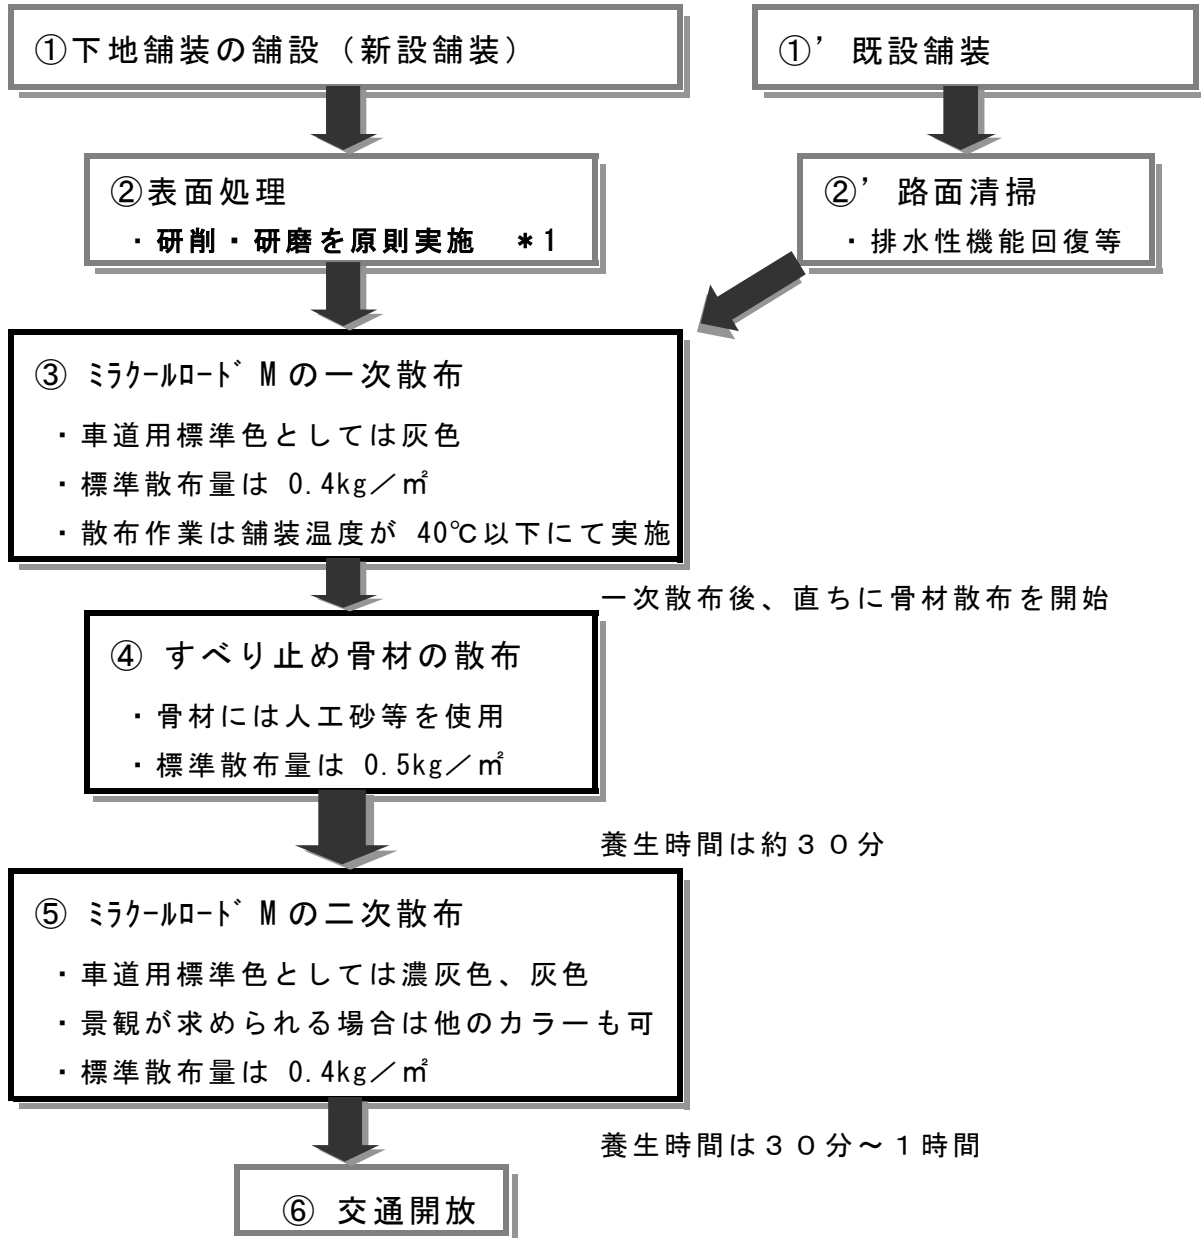 ①下地舗装の舗設（新設舗装）
①’ 既設舗装
②表面処理
・研削・研磨を原則実施　＊1
②’ 路面清掃
・排水性機能回復等
③ ﾐﾗｸｰﾙﾛｰﾄﾞ M の一次散布
・車道用標準色としては灰色
・標準散布量は 0.4kg／㎡
・散布作業は舗装温度が 40℃以下にて実施
一次散布後、直ちに骨材散布を開始
④ すべり止め骨材の散布
・骨材には人工砂等を使用
・標準散布量は 0.5kg／㎡
養生時間は約３０分
⑤ ﾐﾗｸｰﾙﾛｰﾄﾞ M の二次散布
・車道用標準色としては濃灰色、灰色
・景観が求められる場合は他のカラーも可
・標準散布量は 0.4kg／㎡
養生時間は３０分～１時間
⑥ 交通開放